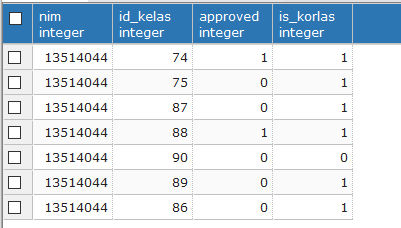 nim id_kelas approved is_korlas
integer integer integer integer
13514044 74 1 1
13514044 75 0 1
13514044 87 0 1
13514044 88 1 1
13514044 90 0 0
13514044 89 0 1
13514044 86 0 1